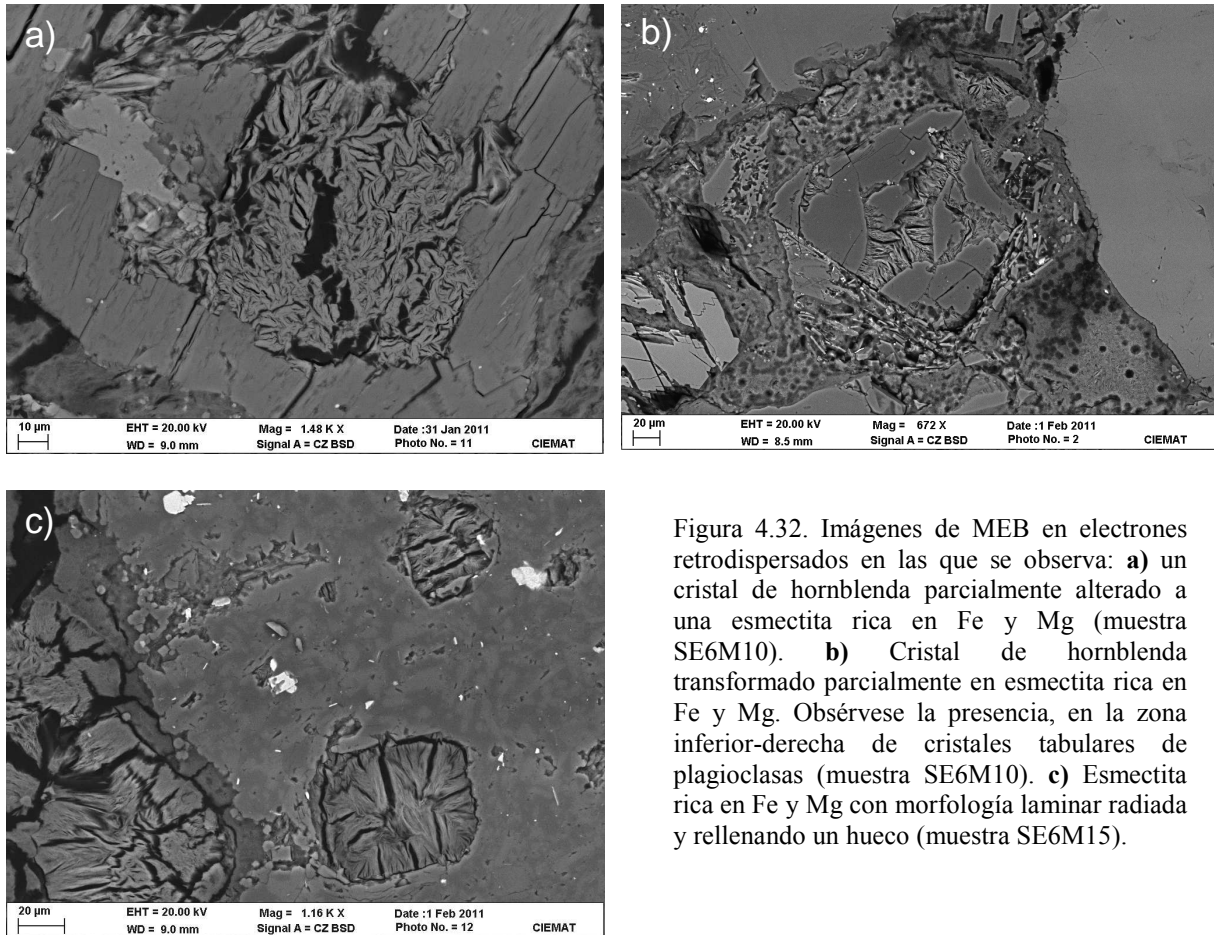 a)
10 µm
EHT = 20.00 kV
WD = 9.0 mm
Mag = 1.48 K X
Signal A = CZ BSD
Date :31 Jan 2011
Photo No. = 11
CIEMAT
b)
20 µm
EHT = 20.00 kV
WD = 8.5 mm
Mag = 672 X
Signal A = CZ BSD
Date :1 Feb 2011
Photo No. = 2
CIEMAT
c)
20 µm
EHT = 20.00 kV
WD = 9.0 mm
Mag = 1.16 K X
Signal A = CZ BSD
Date :1 Feb 2011
Photo No. = 12
CIEMAT
Figura 4.32. Imágenes de MEB en electrones
retrodispersados en las que se observa: a) un
cristal de hornblenda parcialmente alterado a
una esmectita rica en Fe y Mg (muestra
SE6M10). b) Cristal de hornblenda
transformado parcialmente en esmectita rica en
Fe y Mg. Obsérvese la presencia, en la zona
inferior-derecha de cristales tabulares de
plagioclasas (muestra SE6M10). c) Esmectita
rica en Fe y Mg con morfología laminar radiada
y rellenando un hueco (muestra SE6M15).